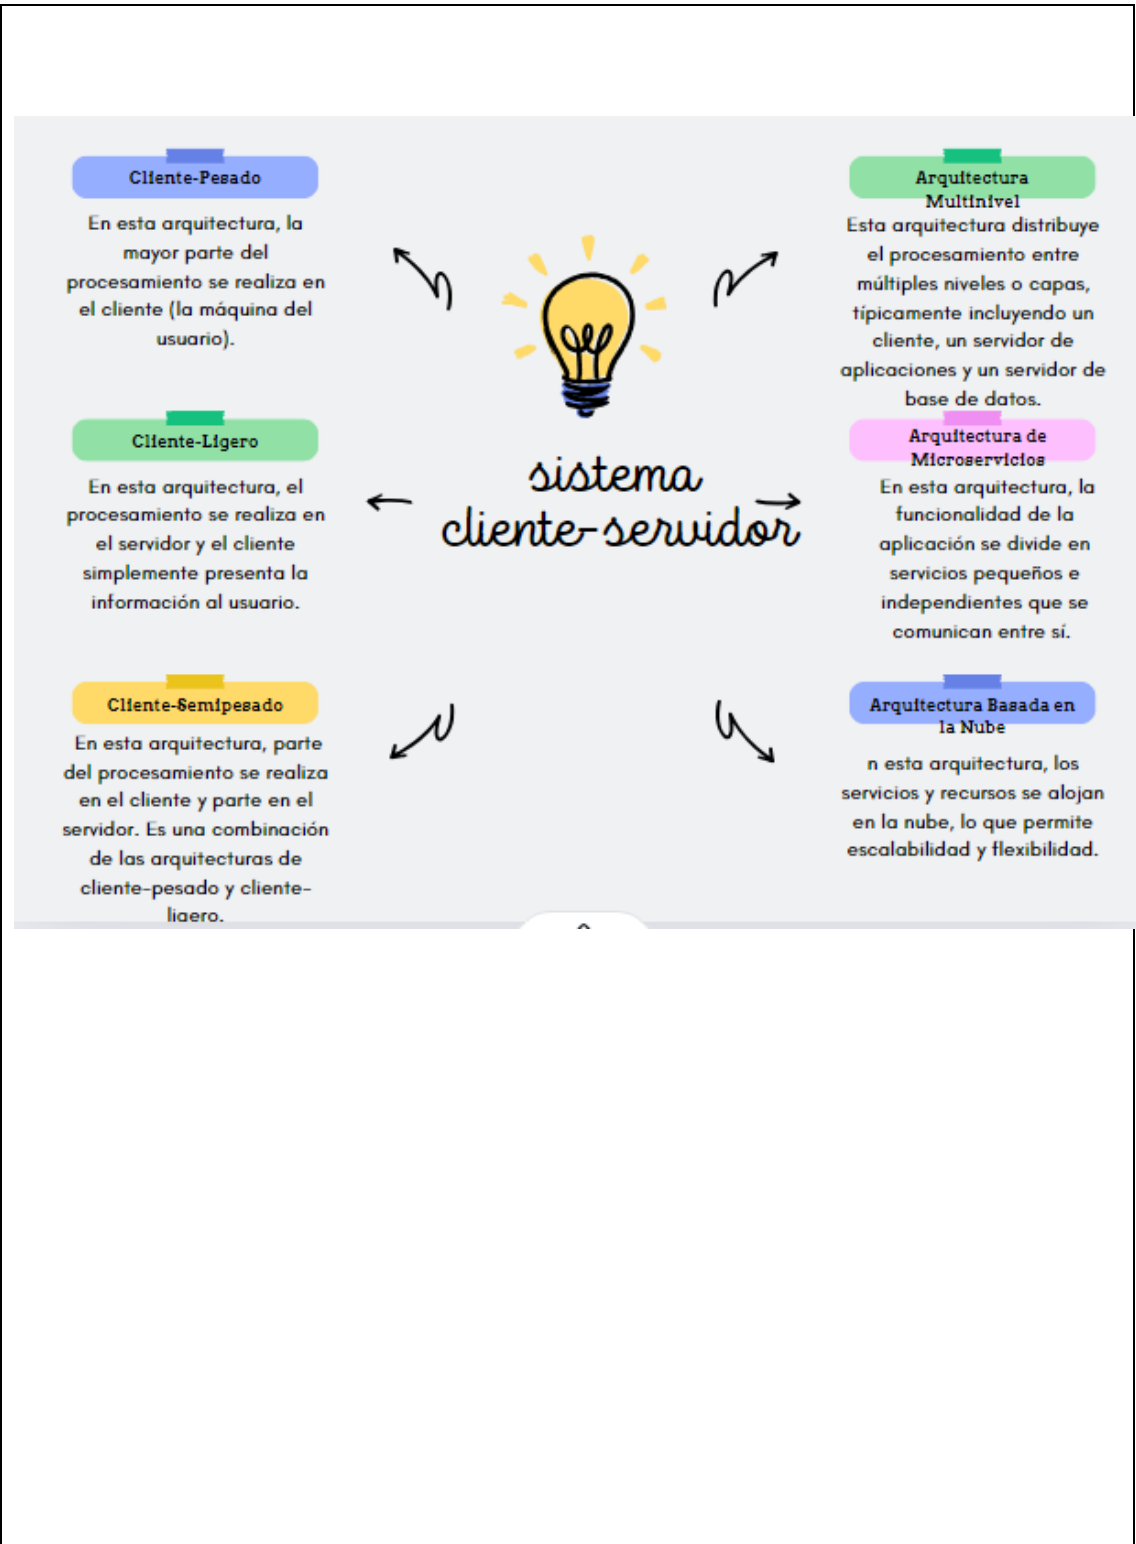 Cliente-Pesado
En esta arquitectura, la
mayor parte del
procesamiento se realiza en
el cliente (la máquina del
usuario).
Cliente-Ligero
En esta arquitectura, el
procesamiento se realiza en
el servidor y el cliente
simplemente presenta la
información al usuario.
Cliente-Semipesado
En esta arquitectura, parte
del procesamiento se realiza
en el cliente y parte en el
servidor. Es una combinación
de las arquitecturas de
cliente-pesado y cliente-
ligero.
sistema
cliente-servidor
Arquitectura
Multinivel
Esta arquitectura distribuye
el procesamiento entre
múltiples niveles o capas,
típicamente incluyendo un
cliente, un servidor de
aplicaciones y un servidor de
base de datos.
Arquitectura de
Microservicios
En esta arquitectura, la
funcionalidad de la
aplicación se divide en
servicios pequeños e
independientes que se
comunican entre sí.
Arquitectura Basada en
la Nube
n esta arquitectura, los
servicios y recursos se alojan
en la nube, lo que permite
escalabilidad y flexibilidad.